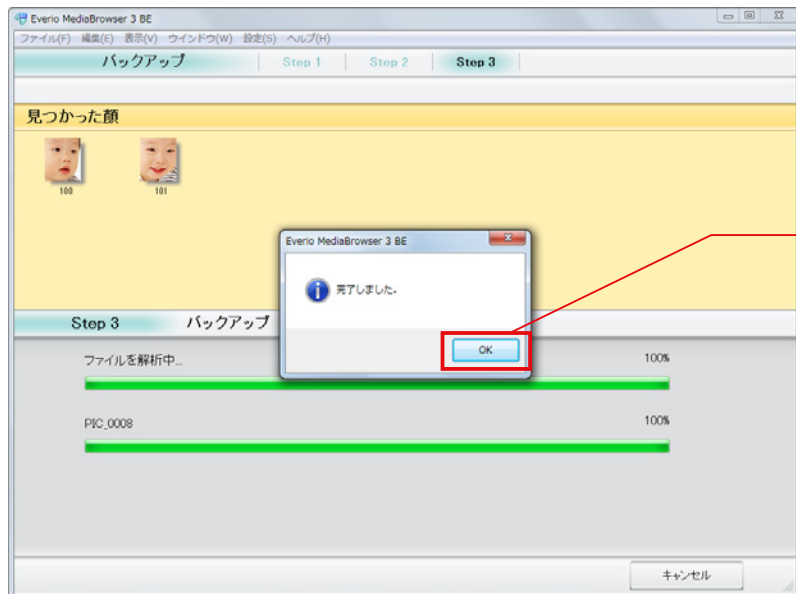 Everio MediaBrowser 3 BE
ファイル(F) 編集(E) 表示(V) ウインドウ(W) 設定(S) ヘルプ(H)
バックアップ Step 1 Step 2 Step 3
見つかった顔
100 101
Everio MediaBrowser 3 BE
完了しました。
OK
Step 3 バックアップ
ファイルを解析中... 100%
PIC_0008 100%
キャンセル